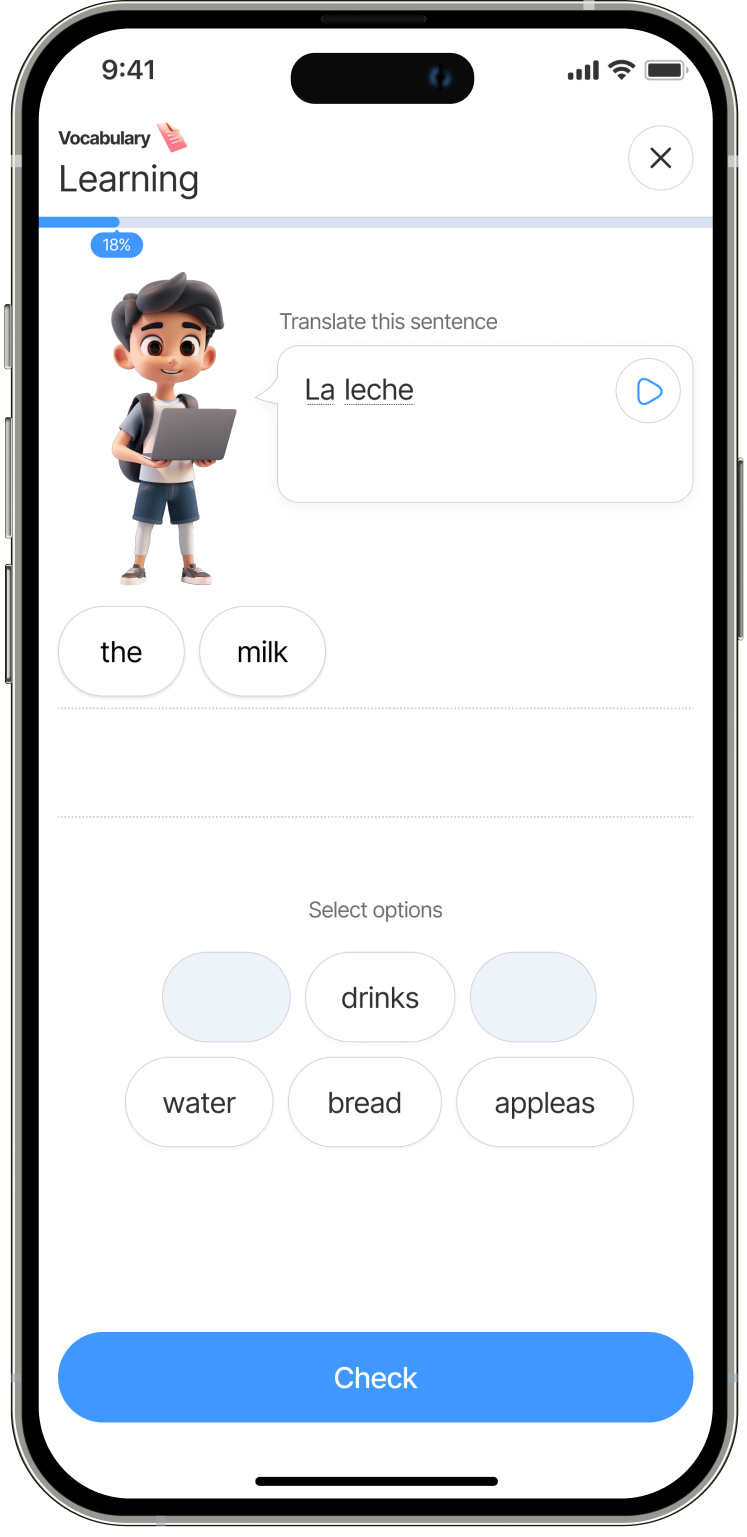 9:41
Vocabulary
Learning
18%
Translate this sentence
La leche
the milk
Select options
drinks
water bread appleas
Check